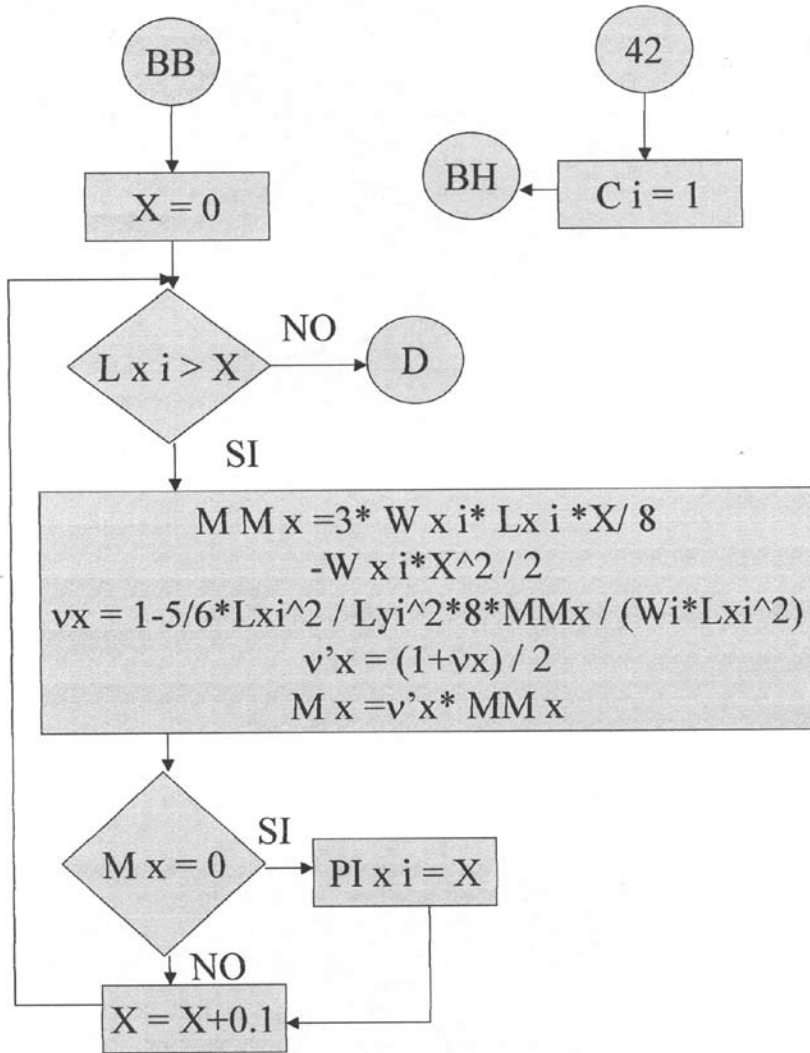 BB
X = 0
L x i > X
NO
D
SI
M M x =3* W x i* Lx i *X/ 8
-W x i*X^2 / 2
νx = 1-5/6*Lxi^2 / Lyi^2*8*MMx / (Wi*Lxi^2)
ν’x = (1+νx) / 2
M x =ν’x* MM x
M x = 0
SI
PI x i = X
NO
X = X+0.1
42
C i = 1
BH